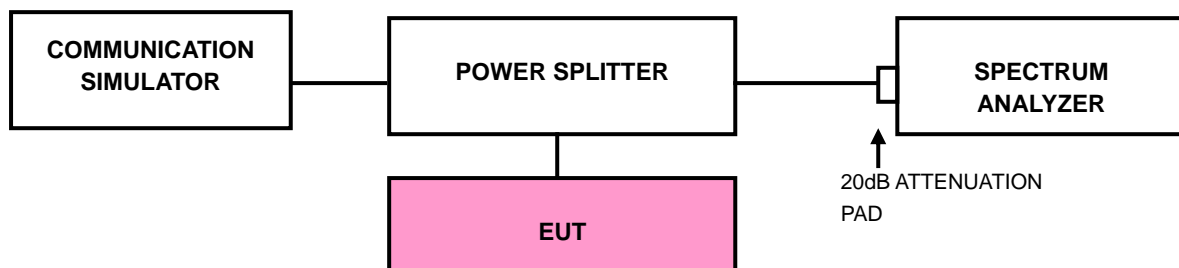 COMMUNICATION
SIMULATOR
POWER SPLITTER
SPECTRUM
ANALYZER
20dB ATTENUATION
PAD
EUT